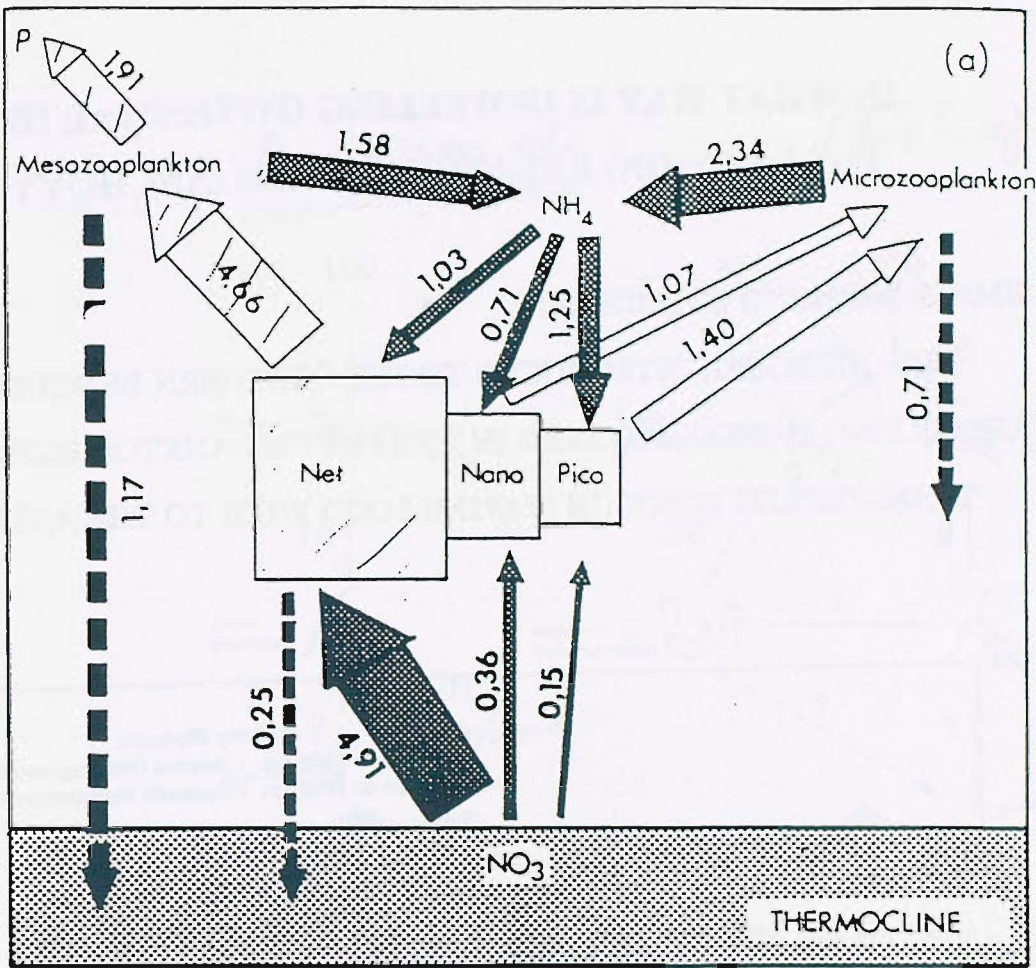 P
1,91
(a)
Mesozooplankton
1,58
2,34
Microzooplankton
NH4
4.66
1,03
0,71
1,25
1,07
1,40
0,71
Net
Nano
Pico
1,17
0,25
4,91
0,36
0,15
NO3
THERMOCLINE